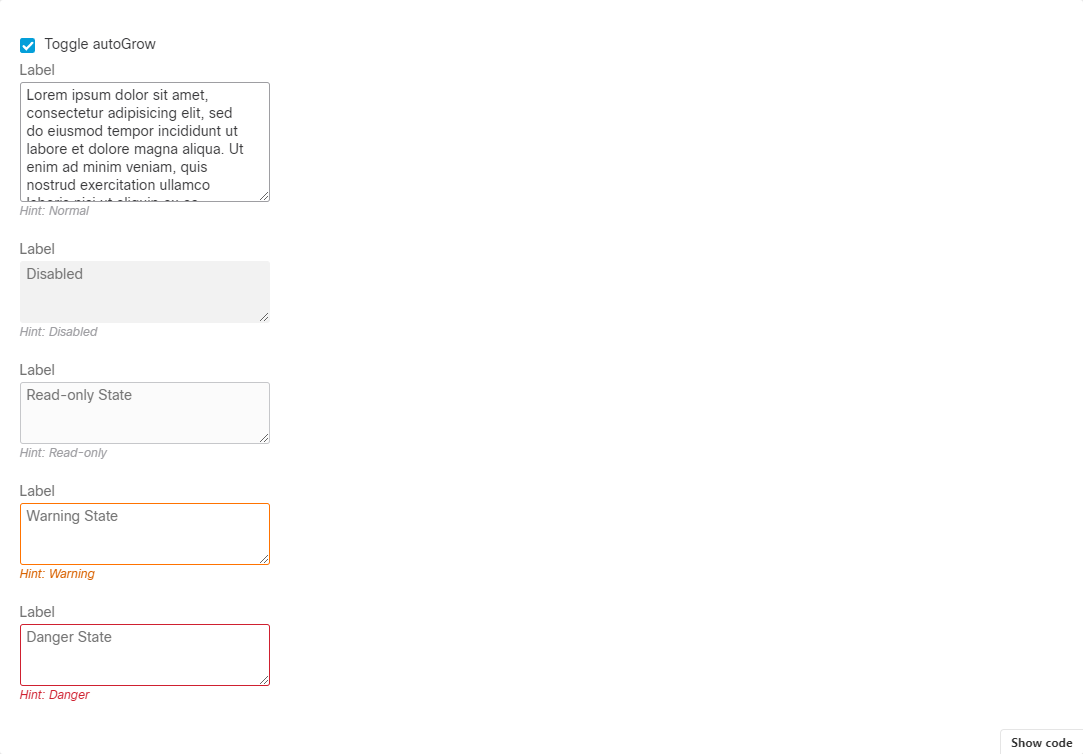 Toggle autoGrow
Label
Lorem ipsum dolor sit amet,
consectetur adipisicing elit, sed
do eiusmod tempor incididunt ut
labore et dolore magna aliqua. Ut
enim ad minim veniam, quis
nostrud exercitation ullamco
Hint: Normal
Label
Disabled
Hint: Disabled
Label
Read-only State
Hint: Read-only
Label
Warning State
Hint: Warning
Label
Danger State
Hint: Danger
Show code